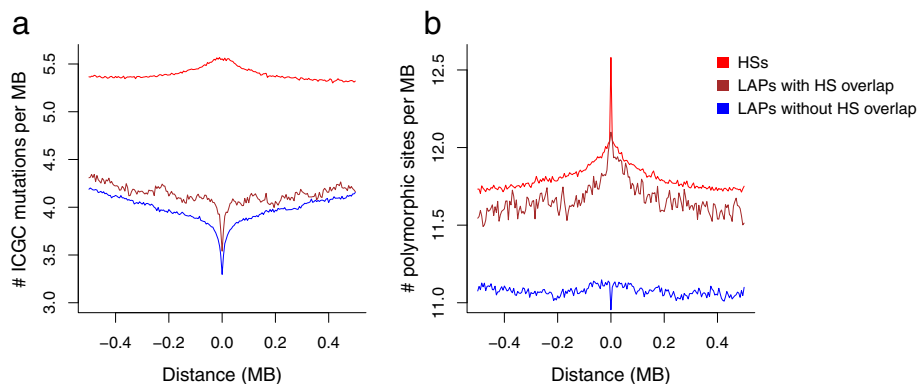 a
# ICGC mutations per MB
5.5
5.0
4.5
4.0
3.5
3.0
−0.4 −0.2 0.0 0.2 0.4
Distance (MB)
b
# polymorphic sites per MB
12.5
12.0
11.5
11.0
−0.4 −0.2 0.0 0.2 0.4
Distance (MB)
HSs
LAPs with HS overlap
LAPs without HS overlap